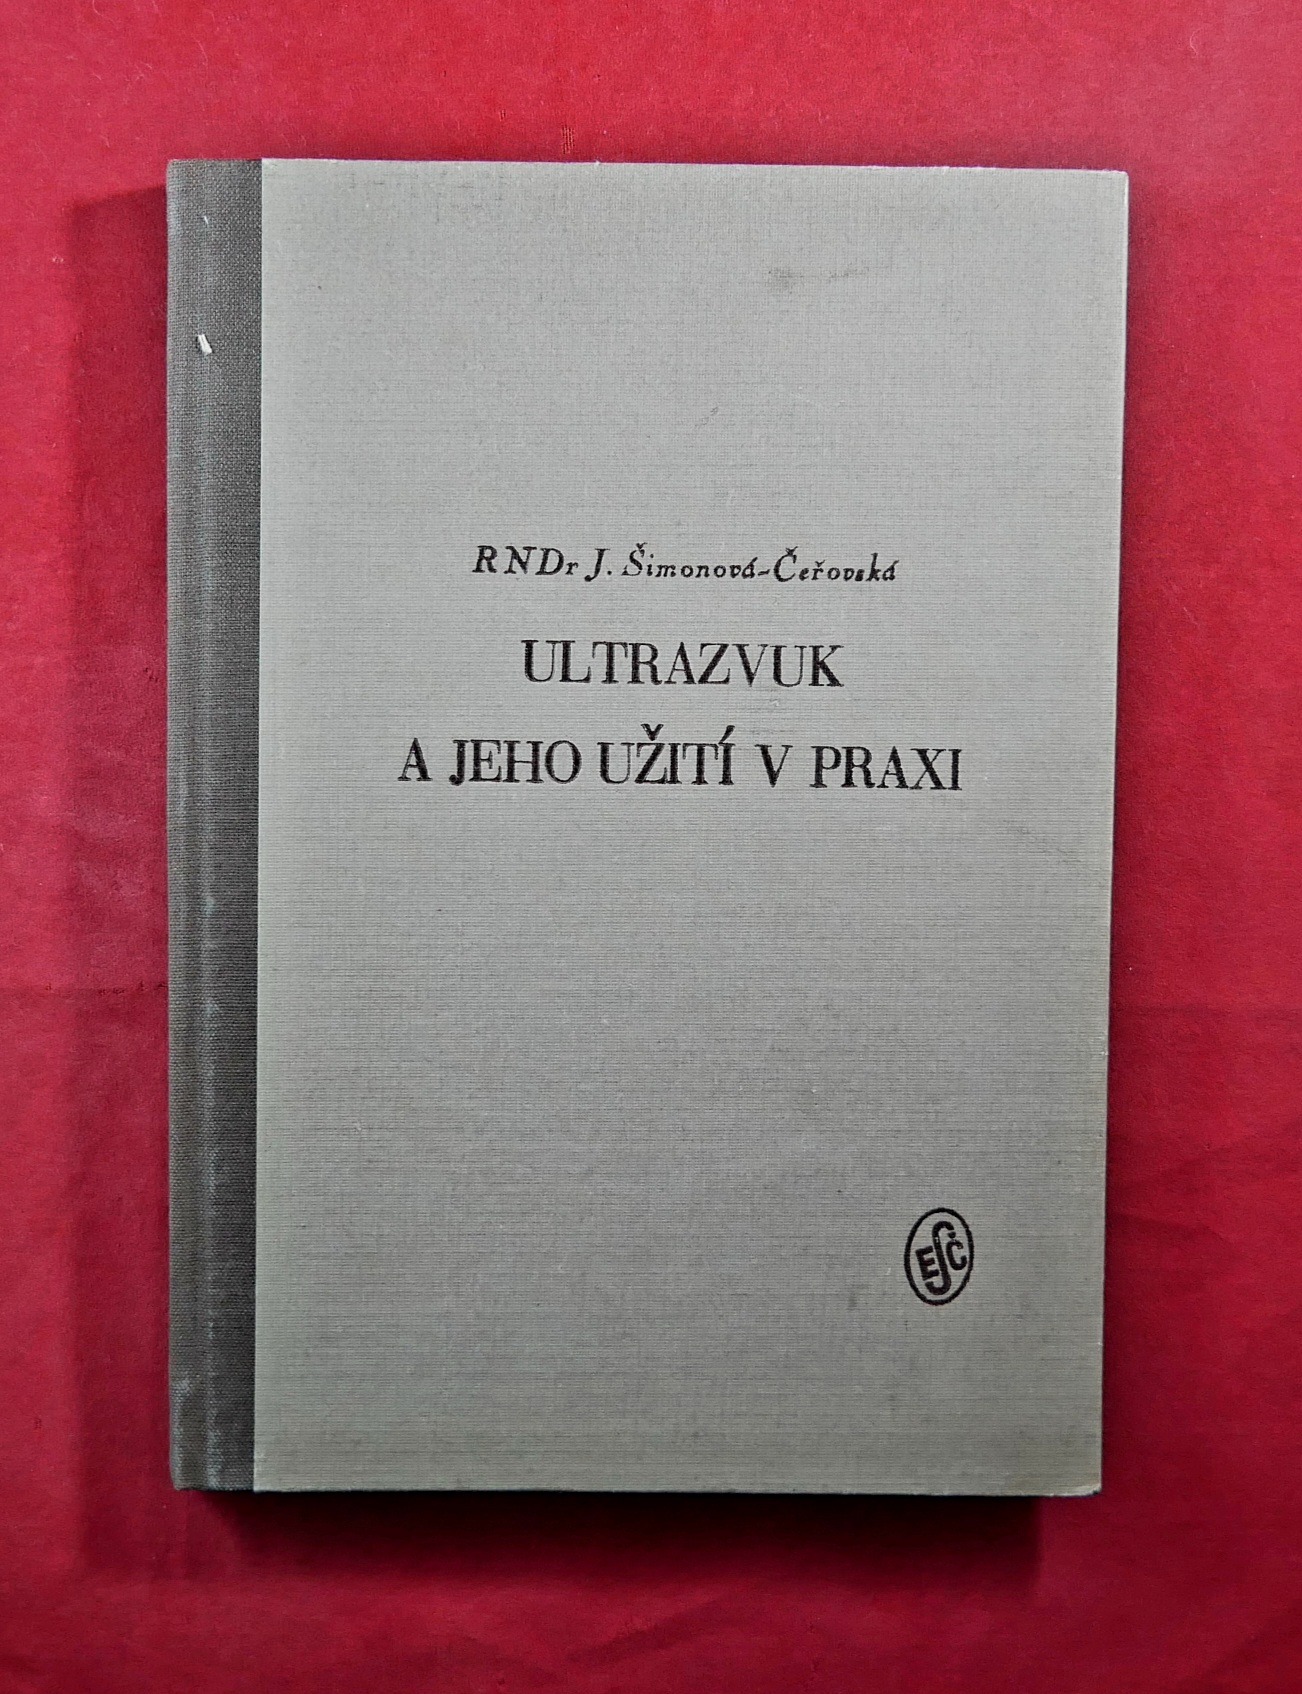 RNDr J. Šimonová-Čeřovská
ULTRAZVUK
A JEHO UŽITÍ V PRAXI
ESČ